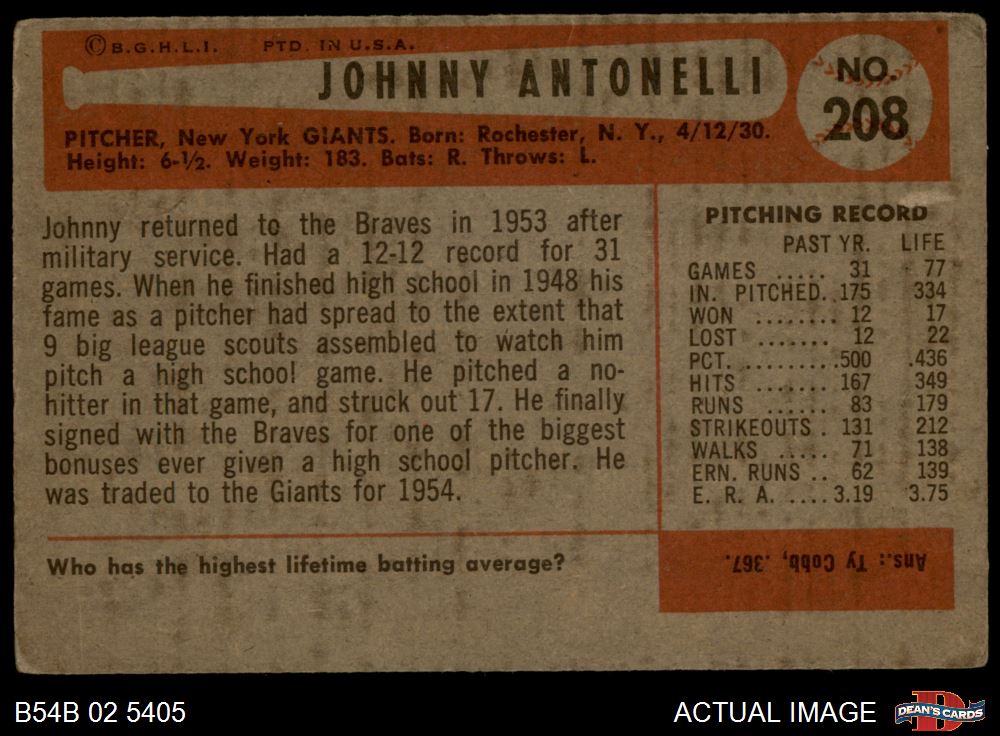 ©B.G.H.L.I. PTD. IN U.S.A.
JOHNNY ANTONELLI
NO.
208
PITCHER, New York GIANTS. Born: Rochester, N. Y., 4/12/30.
Height: 6-½. Weight: 183. Bats: R. Throws: L.
Johnny returned to the Braves in 1953 after
military service. Had a 12-12 record for 31
games. When he finished high school in 1948 his
fame as a pitcher had spread to the extent that
9 big league scouts assembled to watch him
pitch a high school game. He pitched a no-
hitter in that game, and struck out 17. He finally
signed with the Braves for one of the biggest
bonuses ever given a high school pitcher. He
was traded to the Giants for 1954.
PITCHING RECORD
PAST YR. LIFE
GAMES ..... 31 77
IN. PITCHED. .175 334
WON ........ 12 17
LOST ....... 12 22
PCT. .........500 .436
HITS ....... 167 349
RUNS ...... 83 179
STRIKEOUTS . 131 212
WALKS ..... 71 138
ERN. RUNS .. 62 139
E. R. A. ....3.19 3.75
Who has the highest lifetime batting average?
Ans.: Ty Cobb, .367.
B54B 02 5405
ACTUAL IMAGE
DEAN'S CARDS